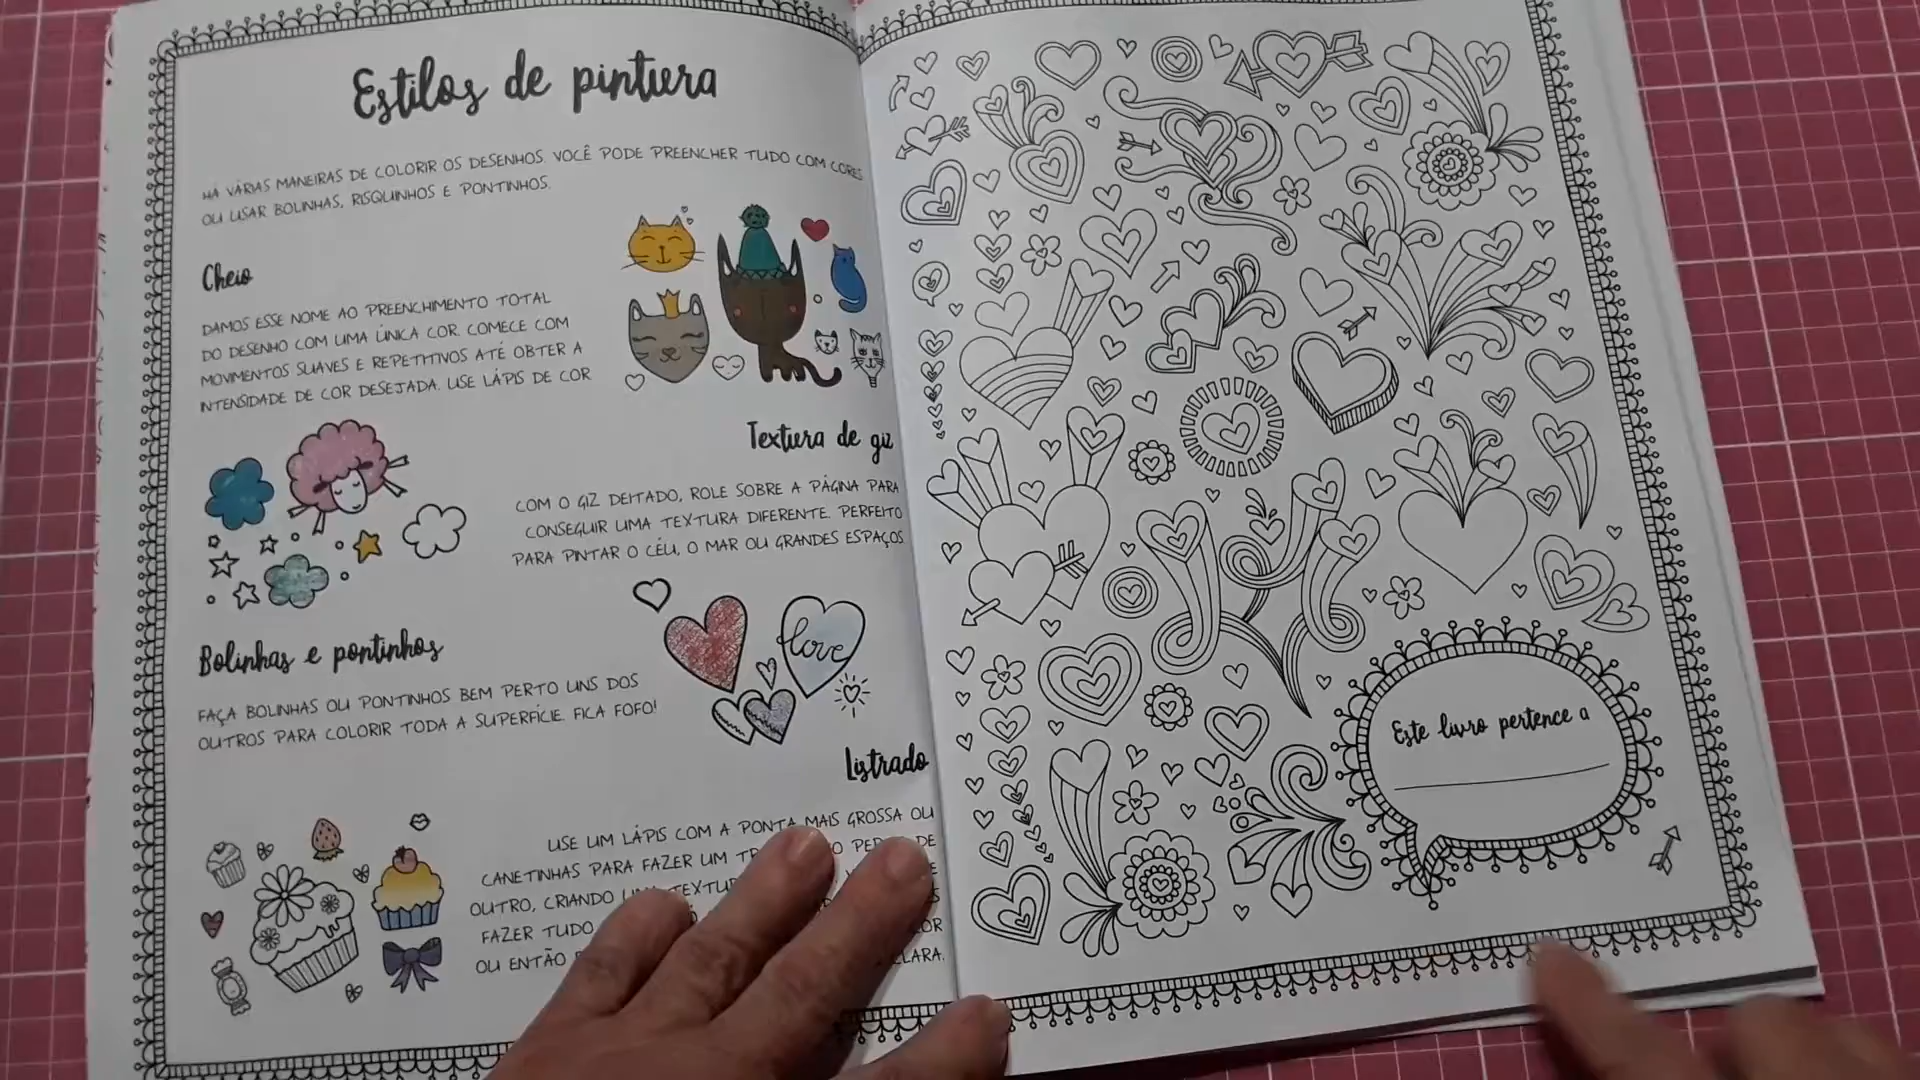 Estilos de pintura
HÁ VÁRIAS MANEIRAS DE COLORIR OS DESENHOS. VOCÊ PODE PREENCHER TUDO COM CORES
OU USAR BOLINHAS, RISQUINHOS E PONTINHOS.
Cheio
DAMOS ESSE NOME AO PREENCHIMENTO TOTAL
DO DESENHO COM UMA ÚNICA COR. COMECE COM
MOVIMENTOS SUAVES E REPETITIVOS ATÉ OBTER A
INTENSIDADE DE COR DESEJADA. USE LÁPIS DE COR
Textura de giz
COM O GIZ DEITADO, ROLE SOBRE A PÁGINA PARA
CONSEGUIR UMA TEXTURA DIFERENTE. PERFEITO
PARA PINTAR O CÉU, O MAR OU GRANDES ESPAÇOS
love
Bolinhas e pontinhos
FAÇA BOLINHAS OU PONTINHOS BEM PERTO UNS DOS
OUTROS PARA COLORIR TODA A SUPERFÍCIE. FICA FOFO!
Listrado
USE UM LÁPIS COM A PONTA MAIS GROSSA OU
CANETINHAS PARA FAZER UM DE
OUTRO, CRIANDO
FAZER TUDO
OU ENTÃO CLARA.
Este livro pertence a